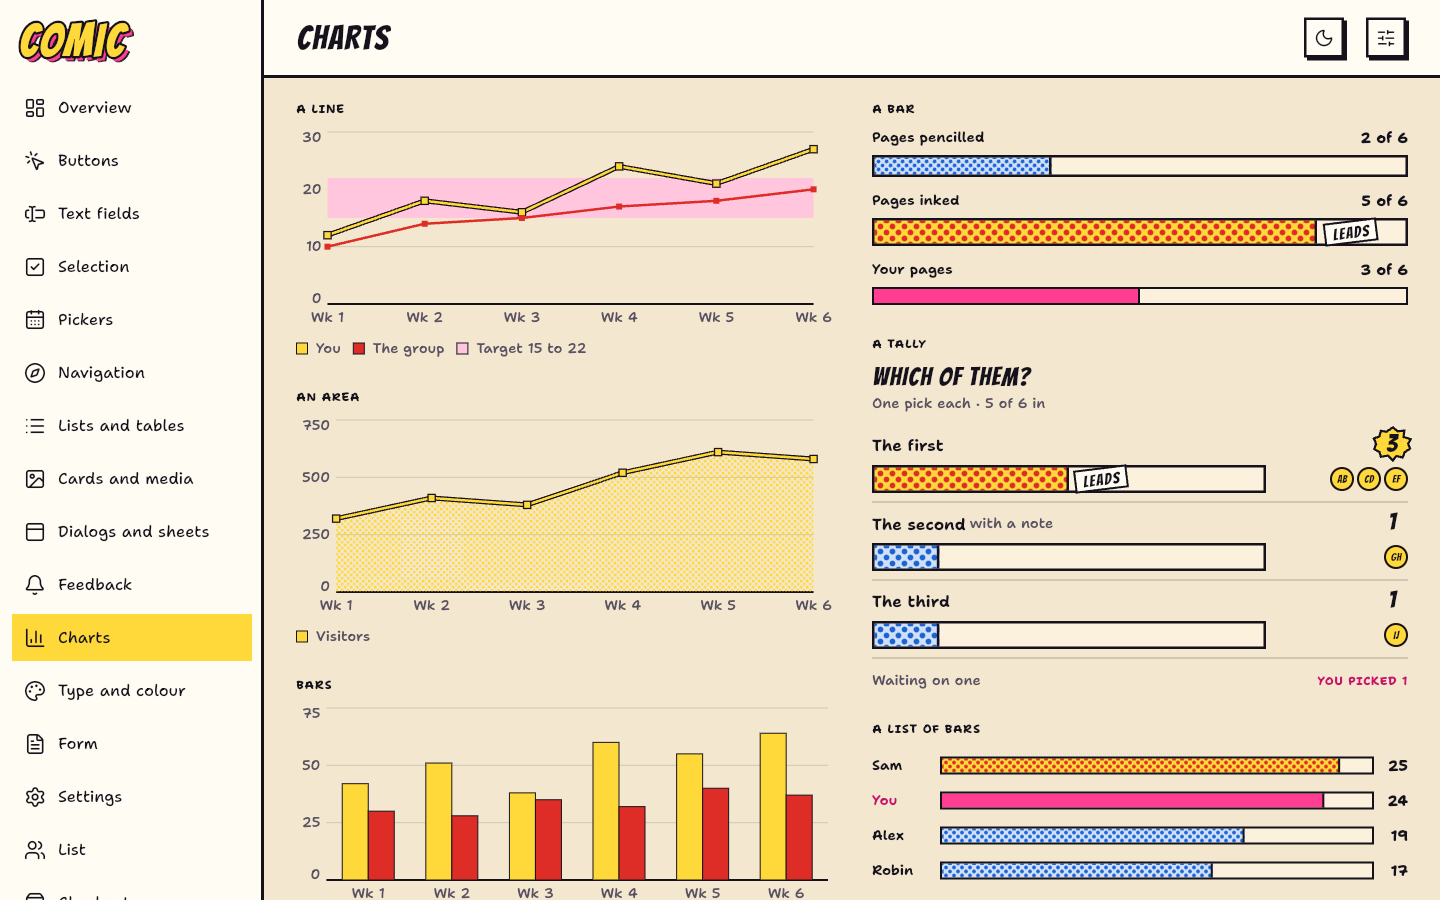 COMIC
Overview
Buttons
Text fields
Selection
Pickers
Navigation
Lists and tables
Cards and media
Dialogs and sheets
Feedback
Charts
Type and colour
Form
Settings
List
CHARTS
A LINE
30
20
10
0
Wk 1 Wk 2 Wk 3 Wk 4 Wk 5 Wk 6
You The group Target 15 to 22
AN AREA
750
500
250
0
Wk 1 Wk 2 Wk 3 Wk 4 Wk 5 Wk 6
Visitors
BARS
75
50
25
0
Wk 1 Wk 2 Wk 3 Wk 4 Wk 5 Wk 6
A BAR
Pages pencilled 2 of 6
Pages inked 5 of 6
LEADS
Your pages 3 of 6
A TALLY
WHICH OF THEM?
One pick each · 5 of 6 in
The first 3
LEADS AB CD EF
The second with a note 1
GH
The third 1
IJ
Waiting on one YOU PICKED 1
A LIST OF BARS
Sam 25
You 24
Alex 19
Robin 17